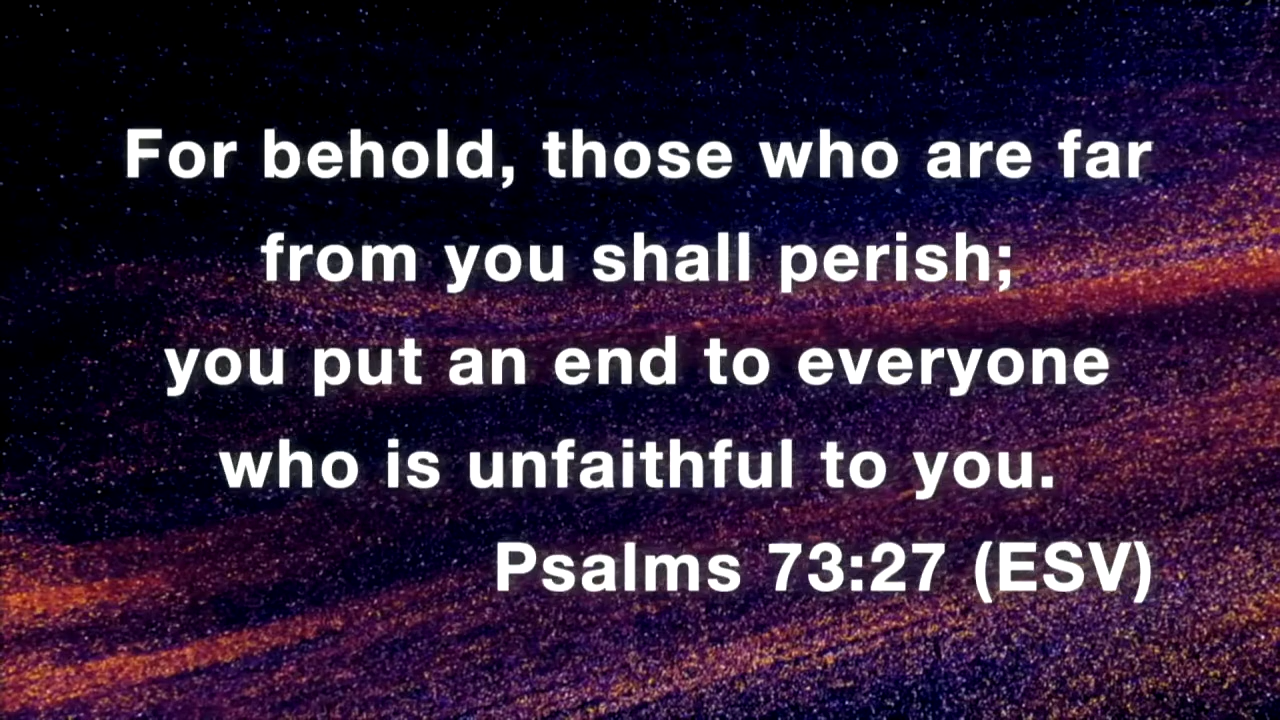 For behold, those who are far
from you shall perish;
you put an end to everyone
who is unfaithful to you.
Psalms 73:27 (ESV)